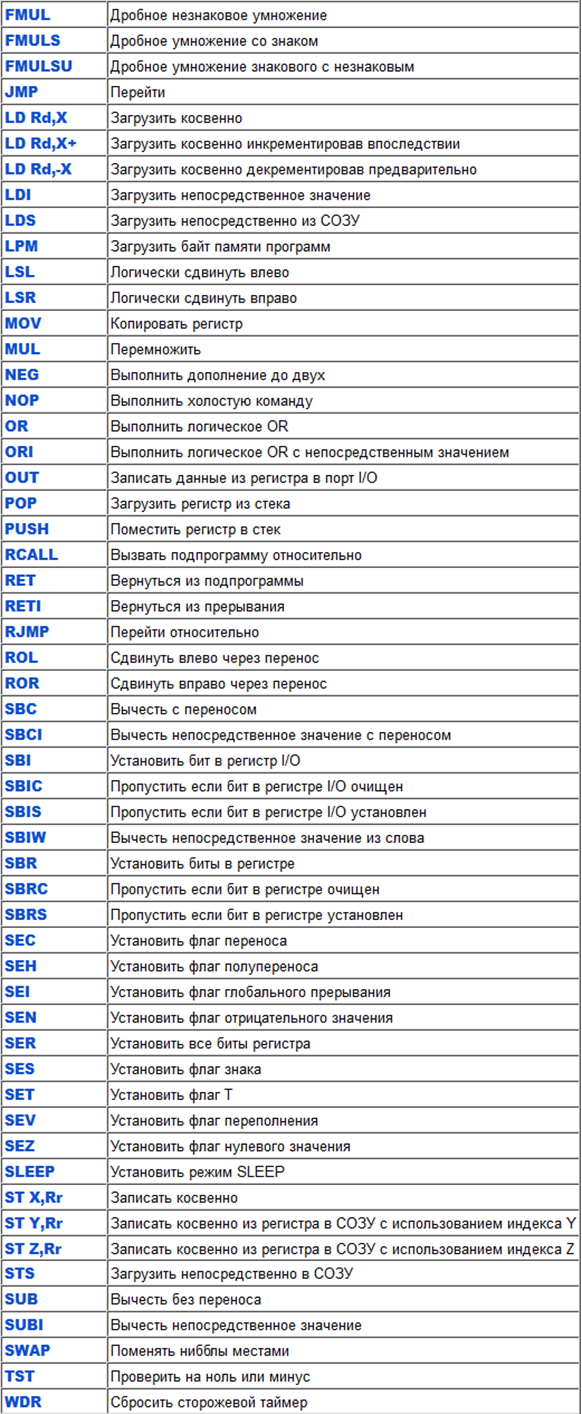 FMUL Дробное незнаковое умножение
FMULS Дробное умножение со знаком
FMULSU Дробное умножение знакового с незнаковым
JMP Перейти
LD Rd,X Загрузить косвенно
LD Rd,X+ Загрузить косвенно инкрементировав впоследствии
LD Rd,-X Загрузить косвенно декрементировав предварительно
LDI Загрузить непосредственное значение
LDS Загрузить непосредственно из СОЗУ
LPM Загрузить байт памяти программ
LSL Логически сдвинуть влево
LSR Логически сдвинуть вправо
MOV Копировать регистр
MUL Перемножить
NEG Выполнить дополнение до двух
NOP Выполнить холостую команду
OR Выполнить логическое OR
ORI Выполнить логическое OR с непосредственным значением
OUT Записать данные из регистра в порт I/O
POP Загрузить регистр из стека
PUSH Поместить регистр в стек
RCALL Вызвать подпрограмму относительно
RET Вернуться из подпрограммы
RETI Вернуться из прерывания
RJMP Перейти относительно
ROL Сдвинуть влево через перенос
ROR Сдвинуть вправо через перенос
SBC Вычесть с переносом
SBCI Вычесть непосредственное значение с переносом
SBI Установить бит в регистр I/O
SBIC Пропустить если бит в регистре I/O очищен
SBIS Пропустить если бит в регистре I/O установлен
SBIW Вычесть непосредственное значение из слова
SBR Установить биты в регистре
SBRC Пропустить если бит в регистре очищен
SBRS Пропустить если бит в регистре установлен
SEC Установить флаг переноса
SEH Установить флаг полупереноса
SEI Установить флаг глобального прерывания
SEN Установить флаг отрицательного значения
SER Установить все биты регистра
SES Установить флаг знака
SET Установить флаг Т
SEV Установить флаг переполнения
SEZ Установить флаг нулевого значения
SLEEP Установить режим SLEEP
ST X,Rr Записать косвенно
ST Y,Rr Записать косвенно из регистра в СОЗУ с использованием индекса Y
ST Z,Rr Записать косвенно из регистра в СОЗУ с использованием индекса Z
STS Загрузить непосредственно в СОЗУ
SUB Вычесть без переноса
SUBI Вычесть непосредственное значение
SWAP Поменять нибблы местами
TST Проверить на ноль или минус
WDR Сбросить сторожевой таймер